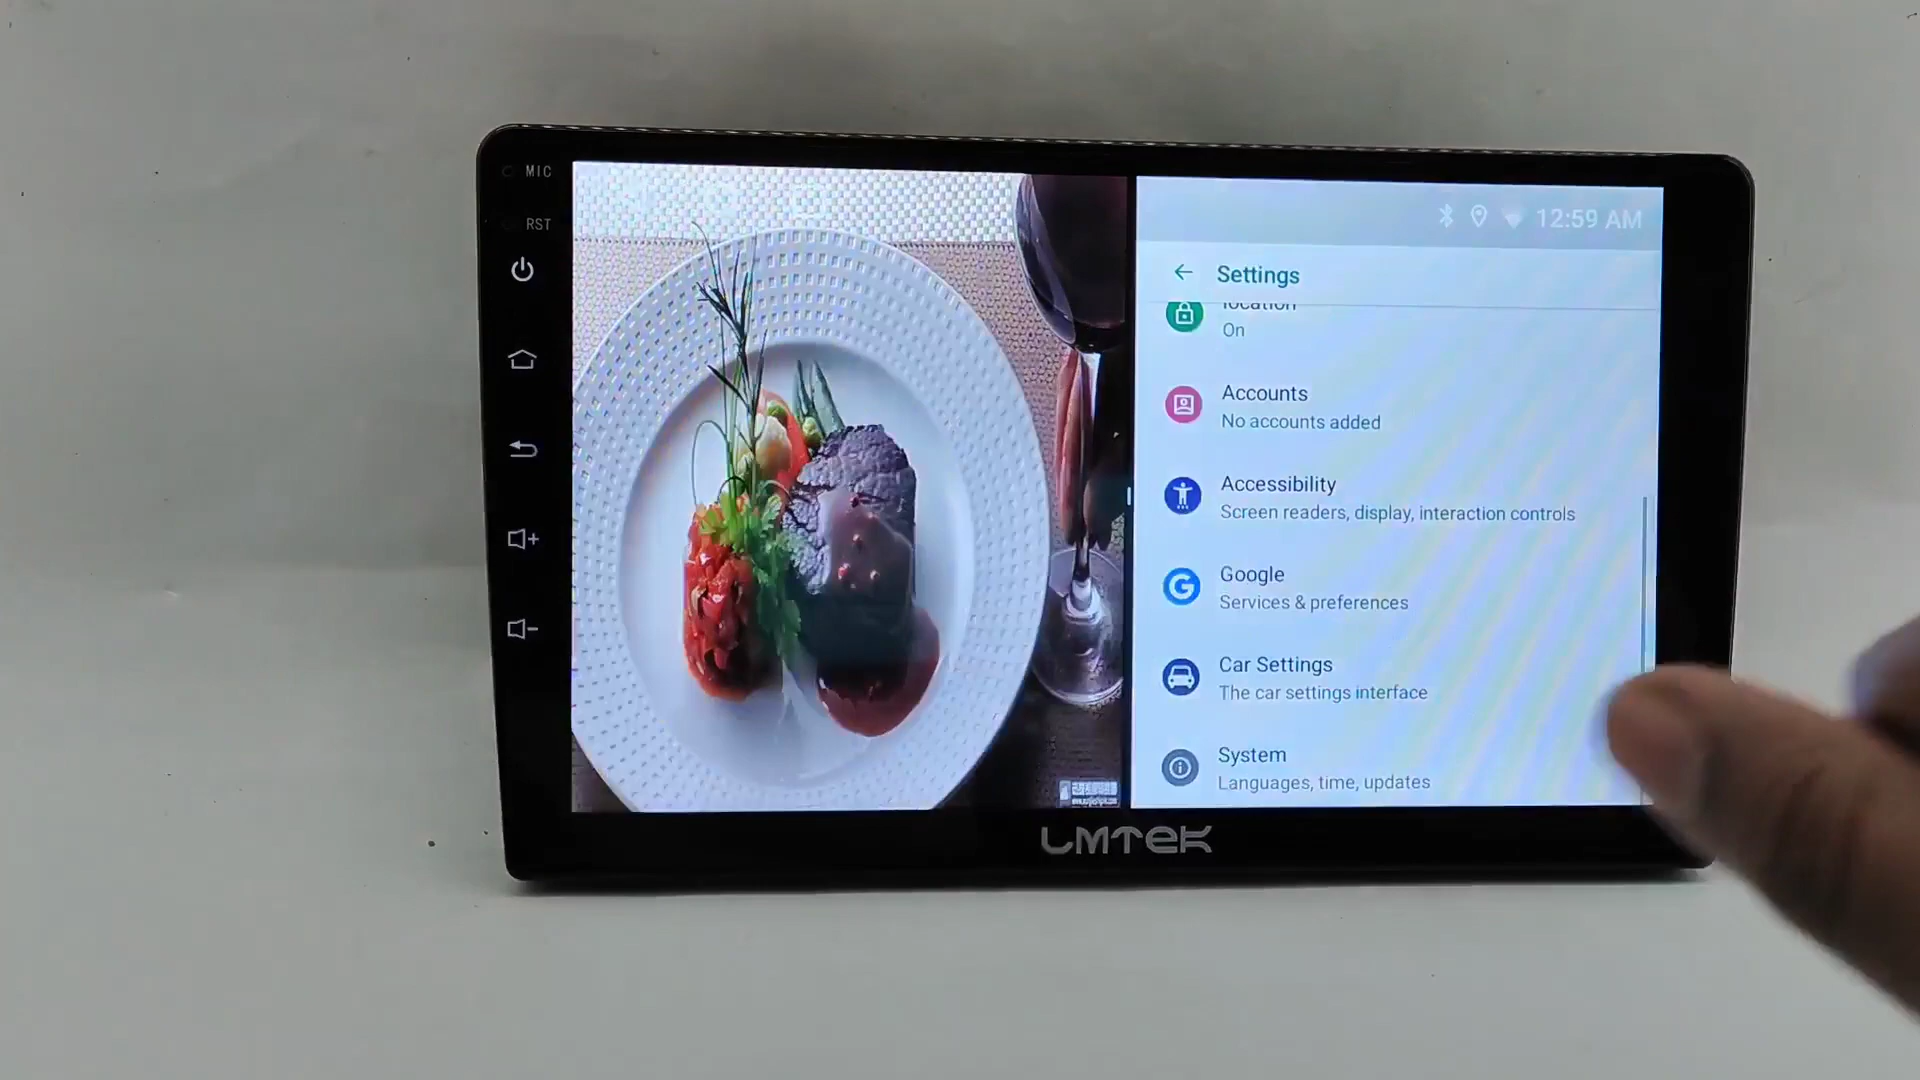 MIC
RST
12:59 AM
Settings
location
On
Accounts
No accounts added
Accessibility
Screen readers, display, interaction controls
Google
Services & preferences
Car Settings
The car settings interface
System
Languages, time, updates
LMTEK